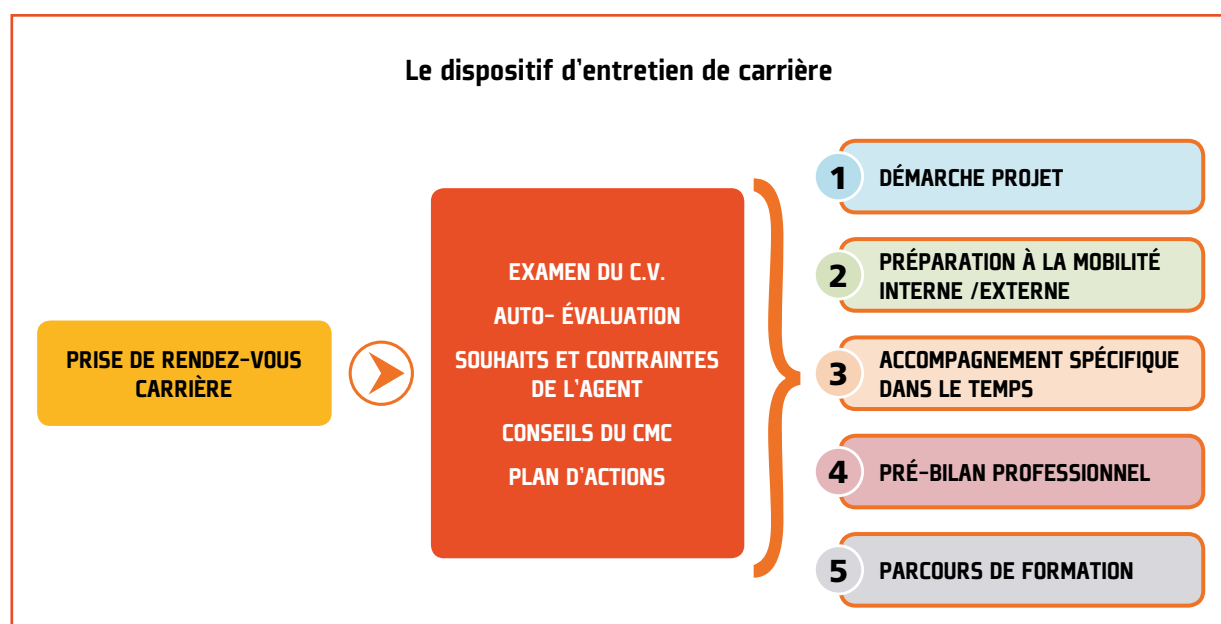 Le dispositif d'entretien de carrière
PRISE DE RENDEZ-VOUS
CARRIÈRE
EXAMEN DU C.V.
AUTO- ÉVALUATION
SOUHAITS ET CONTRAINTES
DE L'AGENT
CONSEILS DU CMC
PLAN D'ACTIONS
1 DÉMARCHE PROJET
2 PRÉPARATION À LA MOBILITÉ
INTERNE /EXTERNE
3 ACCOMPAGNEMENT SPÉCIFIQUE
DANS LE TEMPS
4 PRÉ-BILAN PROFESSIONNEL
5 PARCOURS DE FORMATION